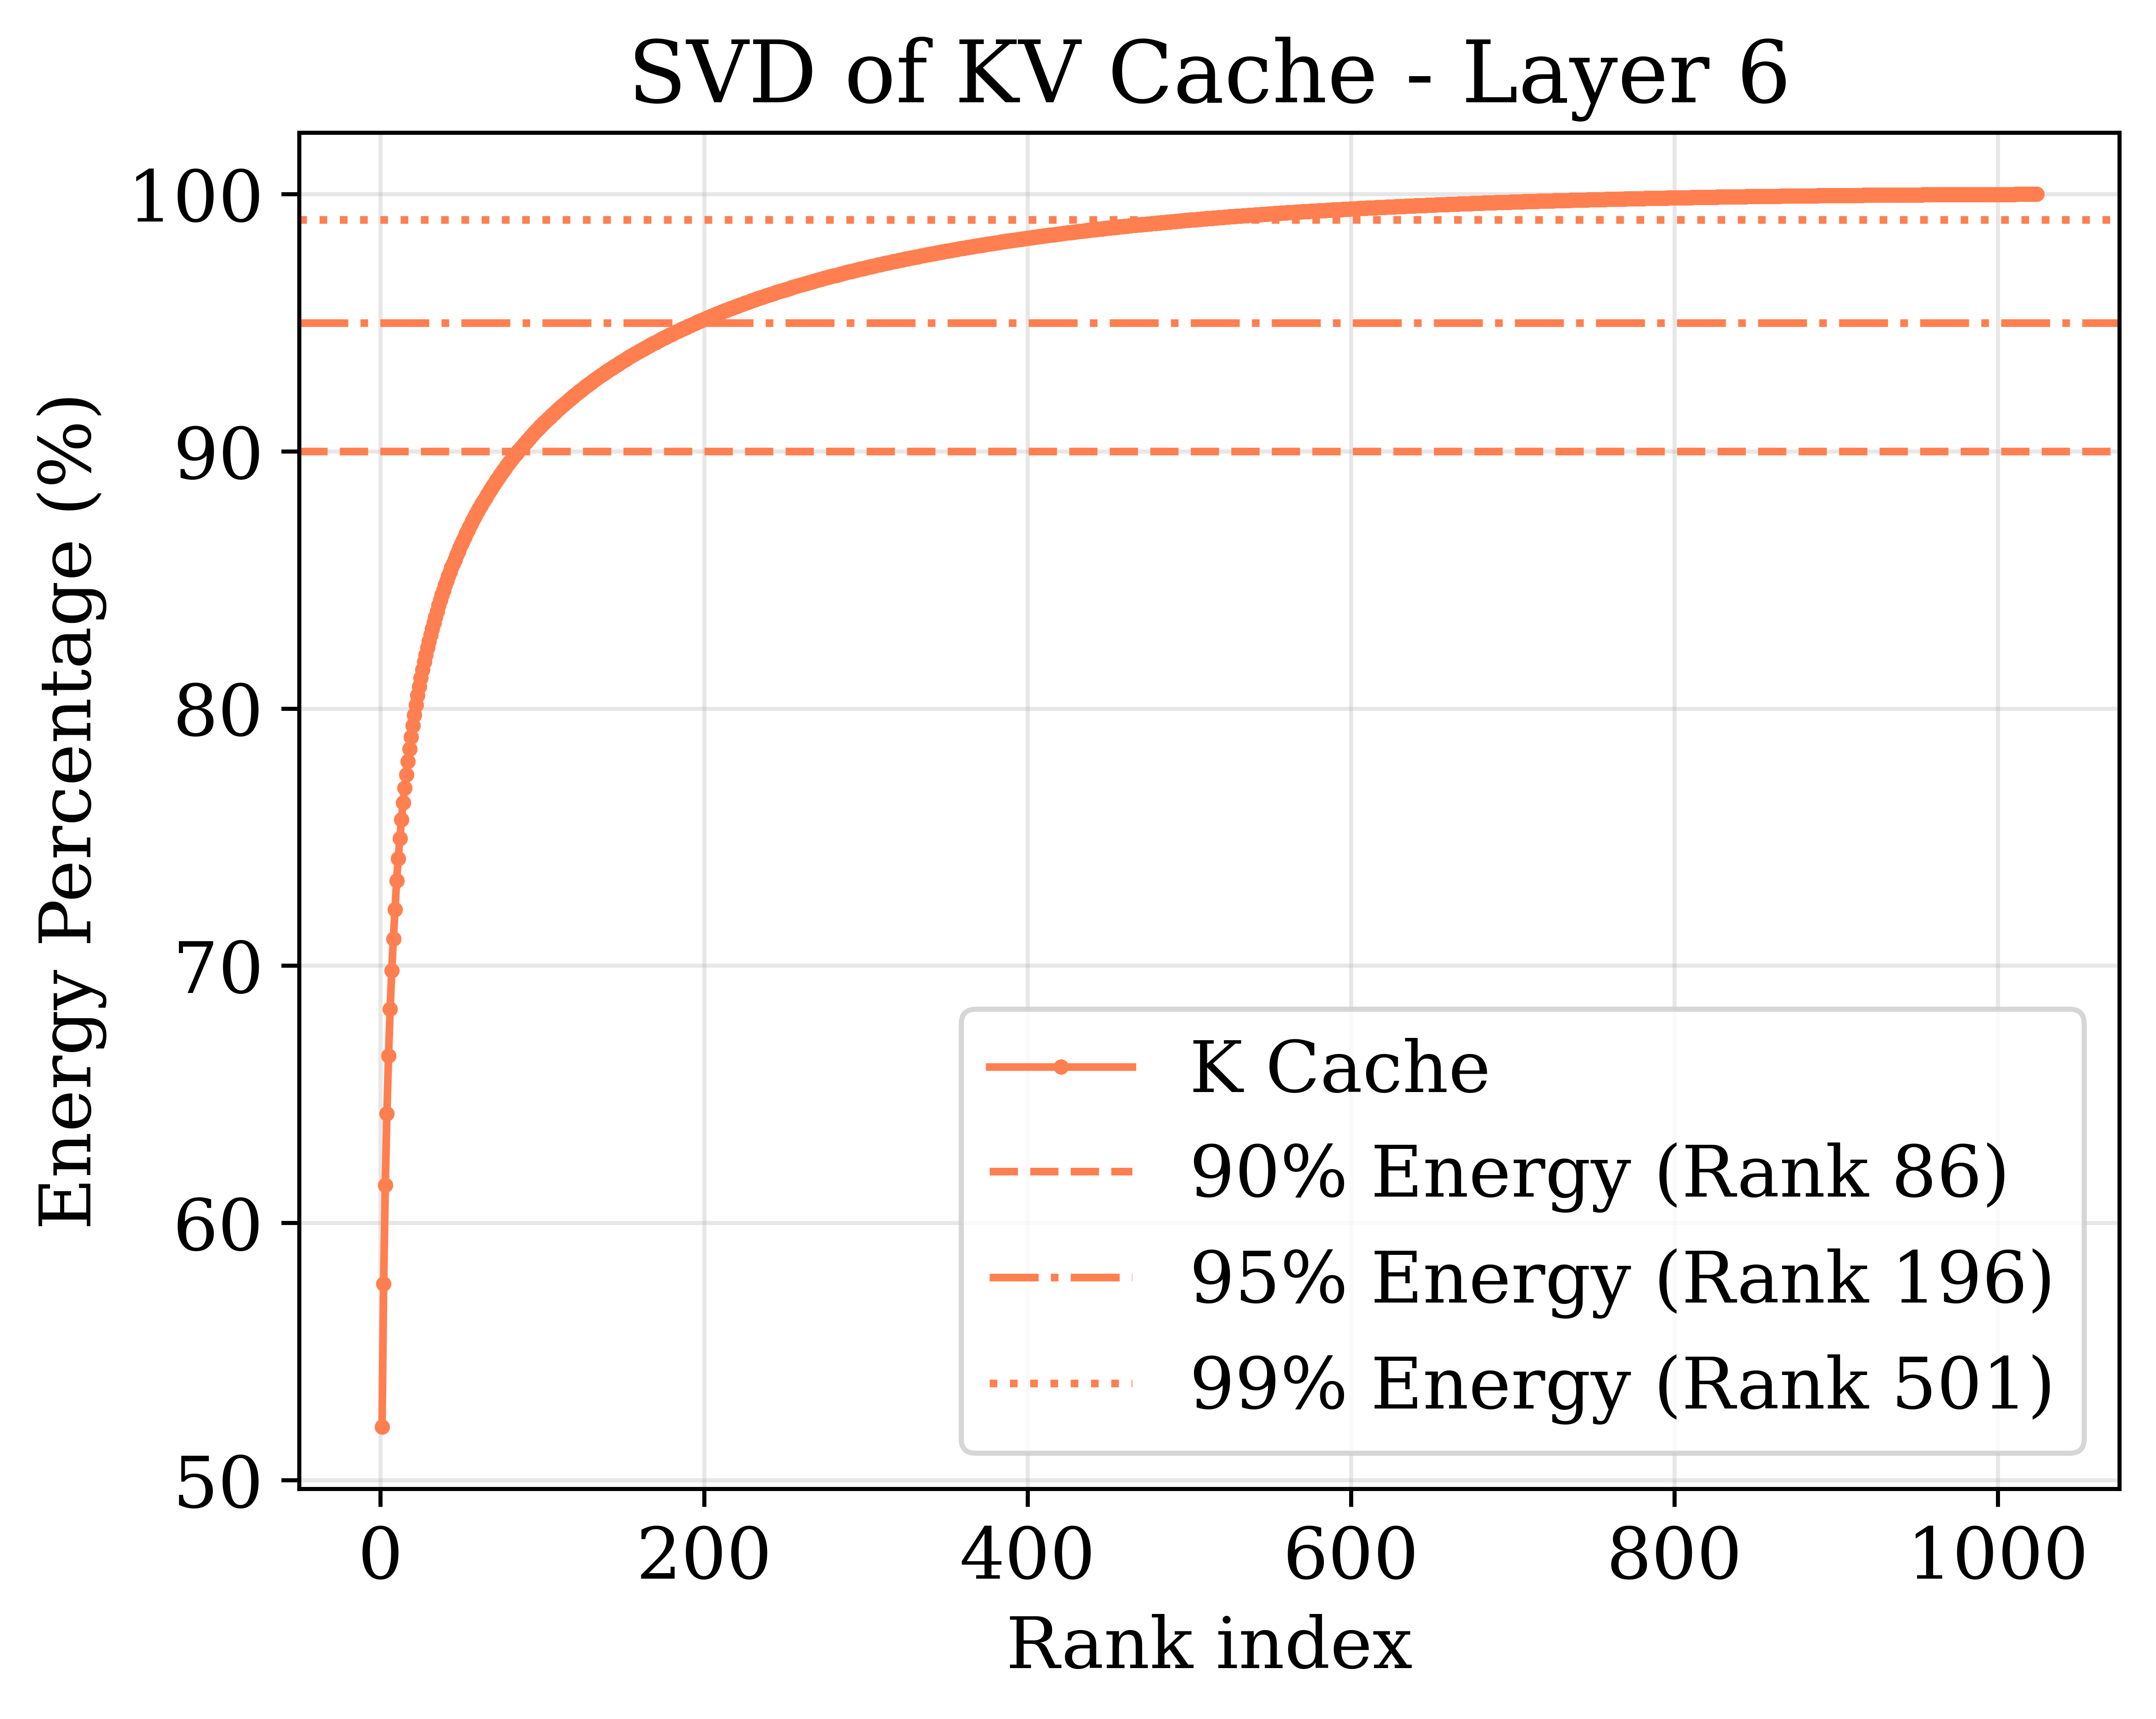 SVD of KV Cache - Layer 6
Energy Percentage (%)
100
90
80
70
60
50
K Cache
90% Energy (Rank 86)
95% Energy (Rank 196)
99% Energy (Rank 501)
0 200 400 600 800 1000
Rank index